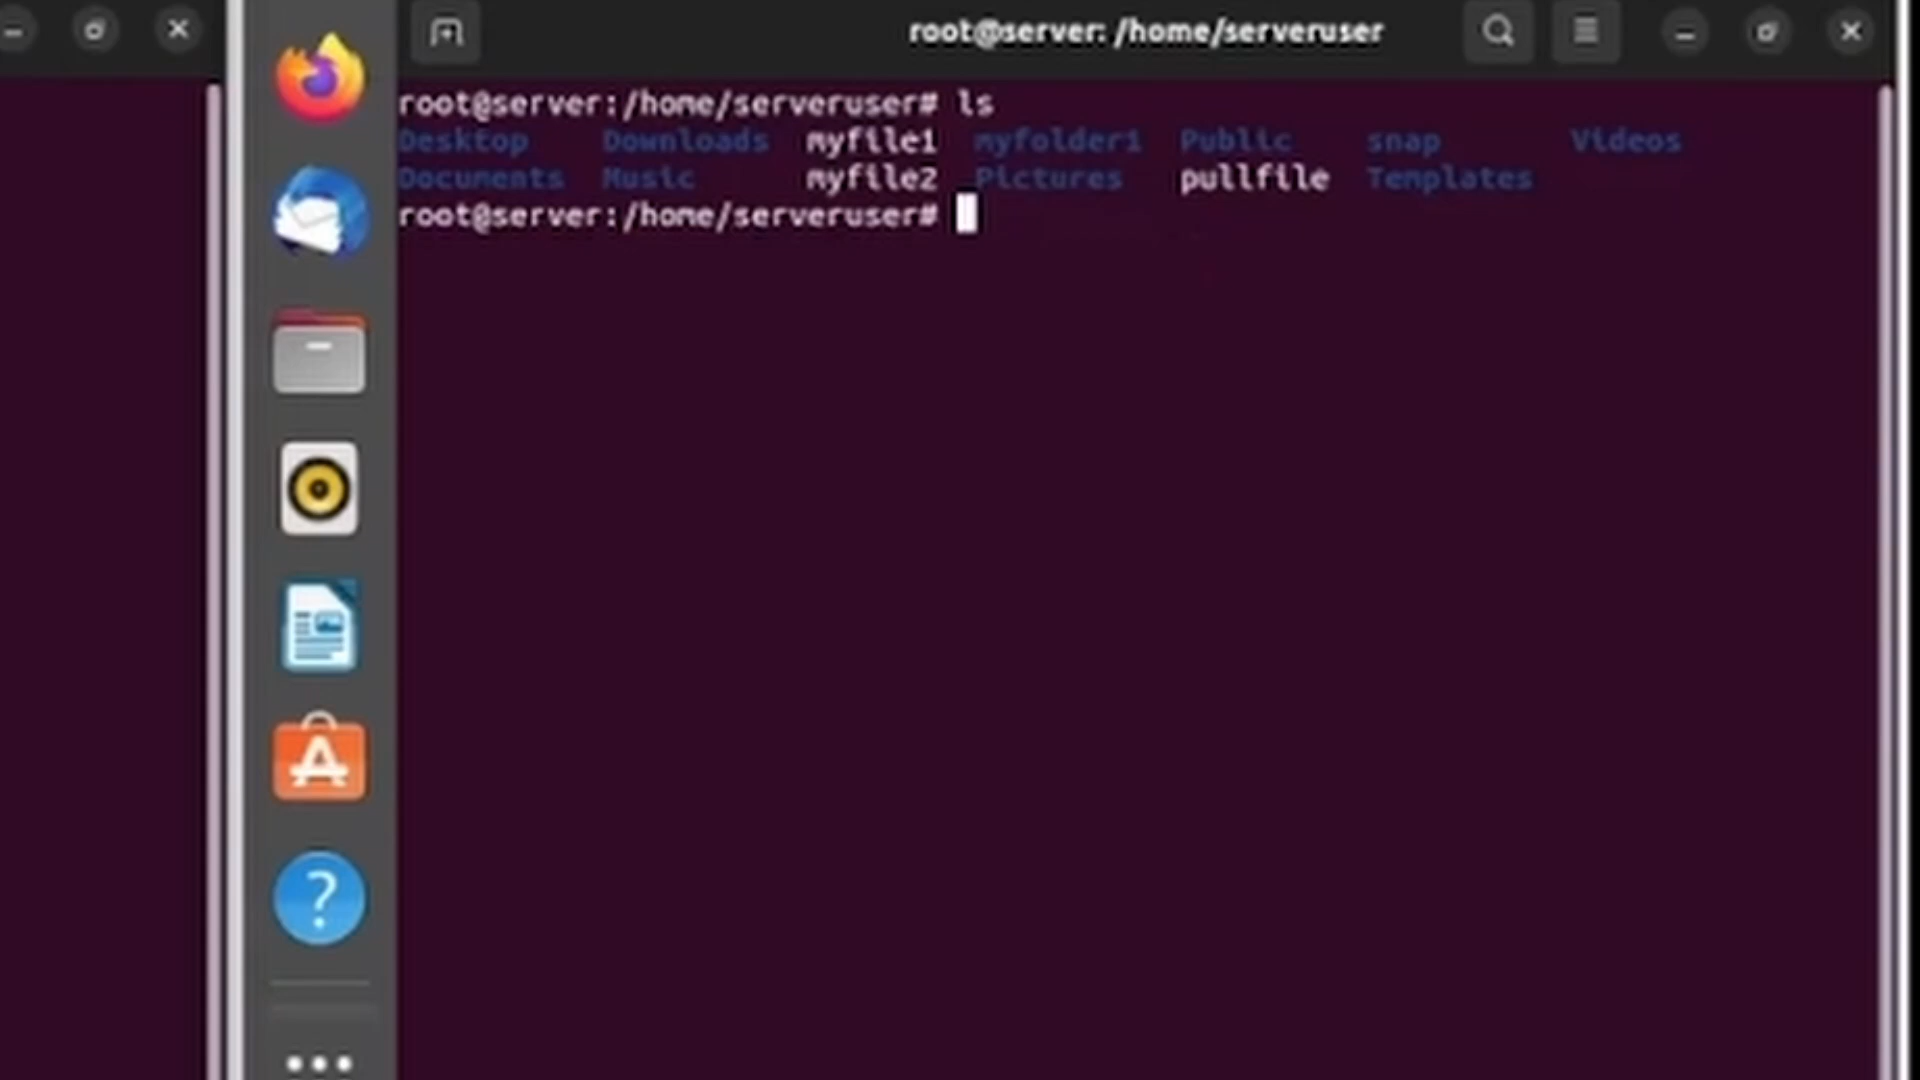 root@server: /home/serveruser
root@server:/home/serveruser# ls
Desktop Downloads myfile1 myfolder1 Public snap Videos
Documents Music myfile2 Pictures pullfile Templates
root@server:/home/serveruser#